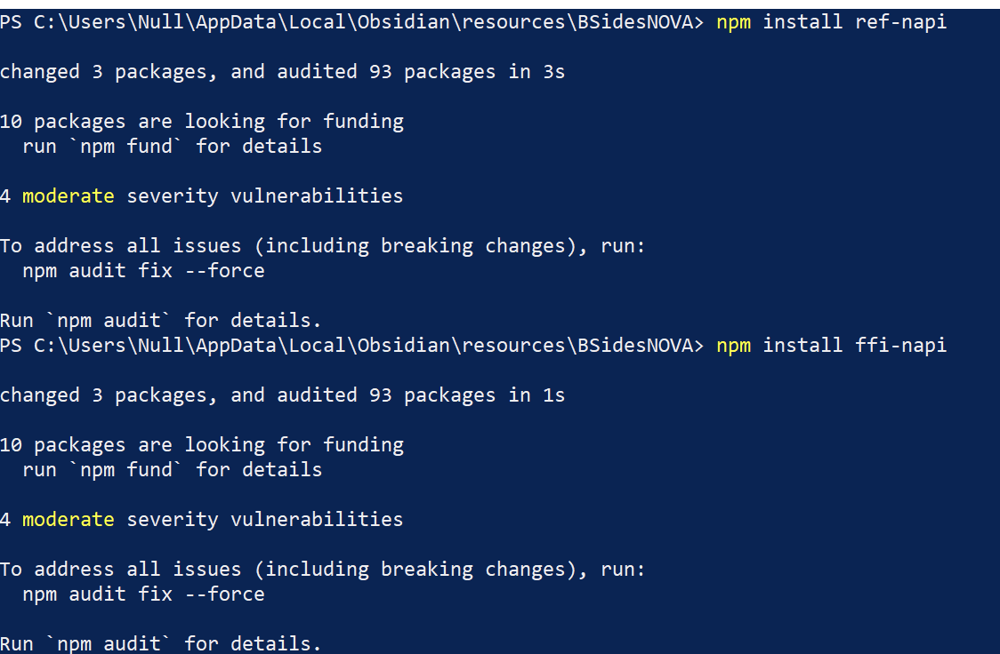 PS C:\Users\Null\AppData\Local\Obsidian\resources\BSidesNOVA> npm install ref-napi
changed 3 packages, and audited 93 packages in 3s
10 packages are looking for funding
  run `npm fund` for details
4 moderate severity vulnerabilities
To address all issues (including breaking changes), run:
  npm audit fix --force
Run `npm audit` for details.
PS C:\Users\Null\AppData\Local\Obsidian\resources\BSidesNOVA> npm install ffi-napi
changed 3 packages, and audited 93 packages in 1s
10 packages are looking for funding
  run `npm fund` for details
4 moderate severity vulnerabilities
To address all issues (including breaking changes), run:
  npm audit fix --force
Run `npm audit` for details.